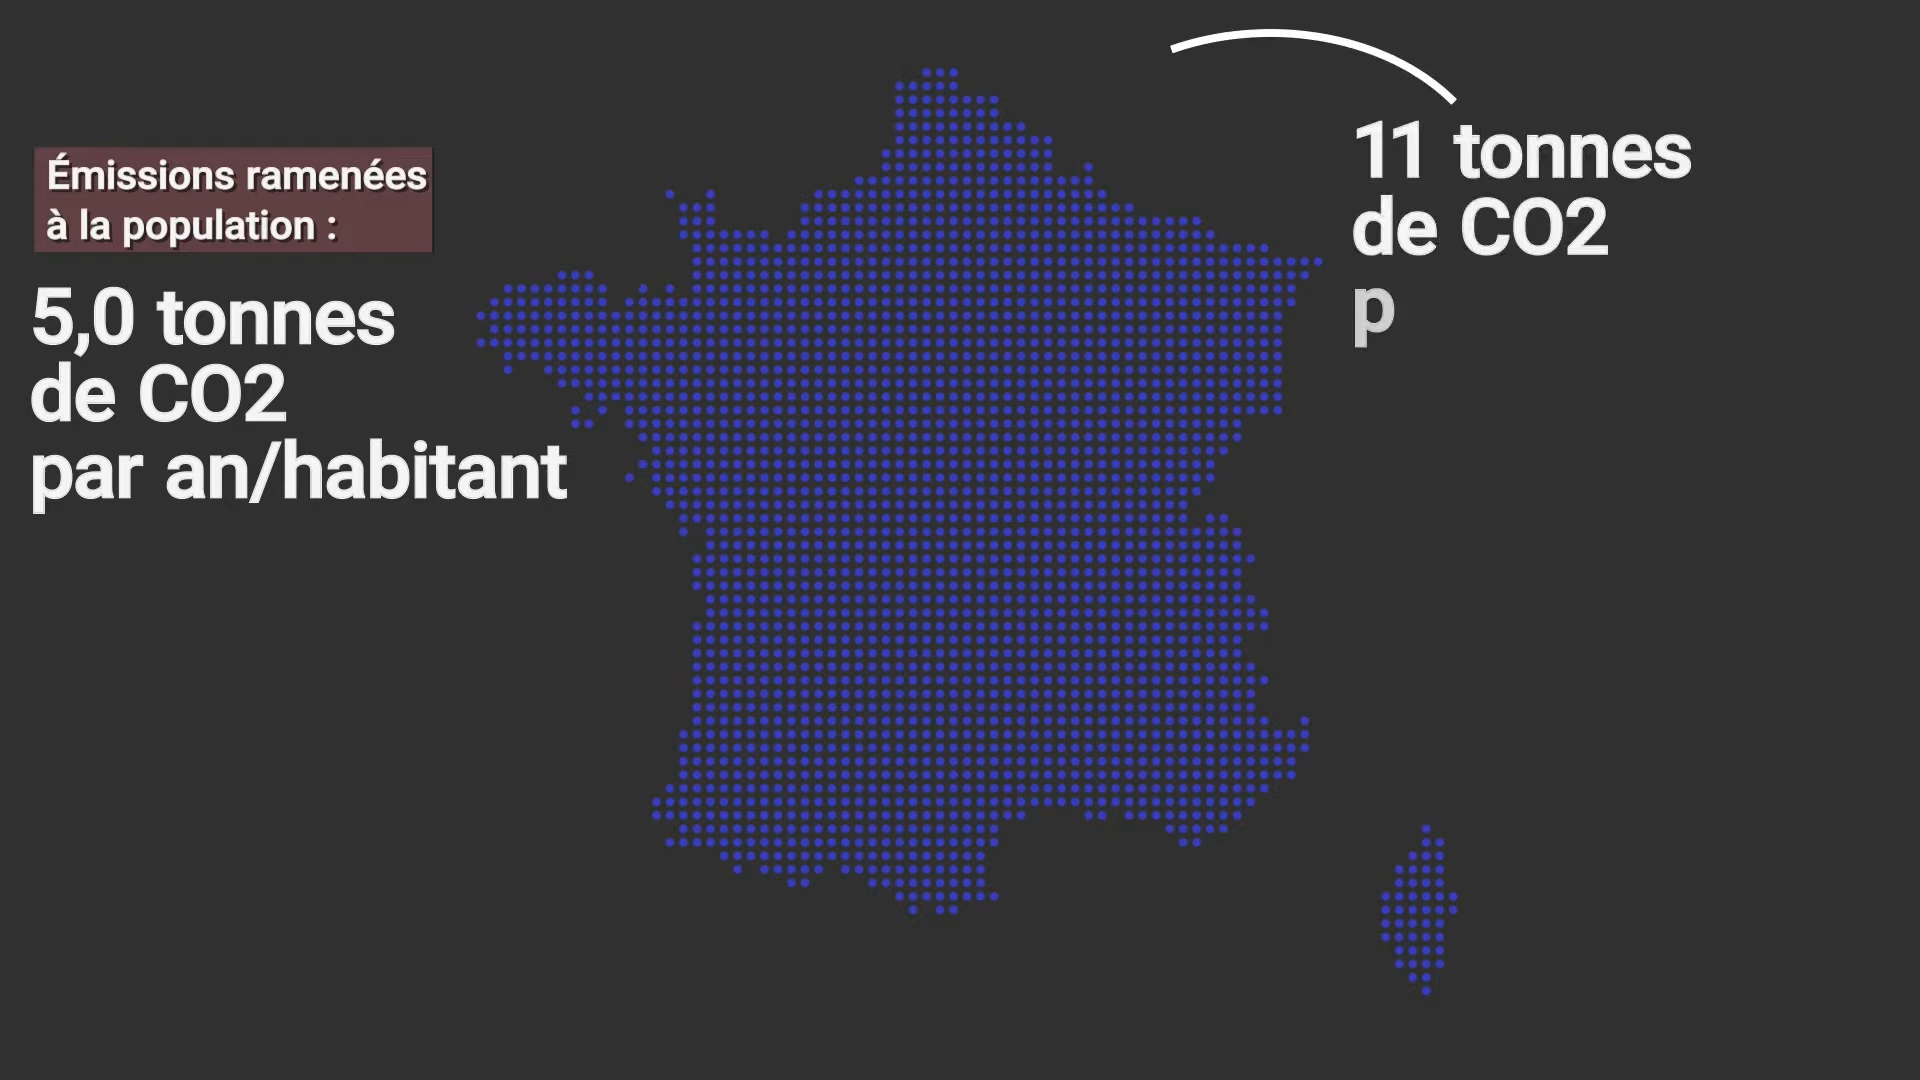 Émissions ramenées
à la population :
5,0 tonnes
de CO2
par an/habitant
11 tonnes
de CO2
p